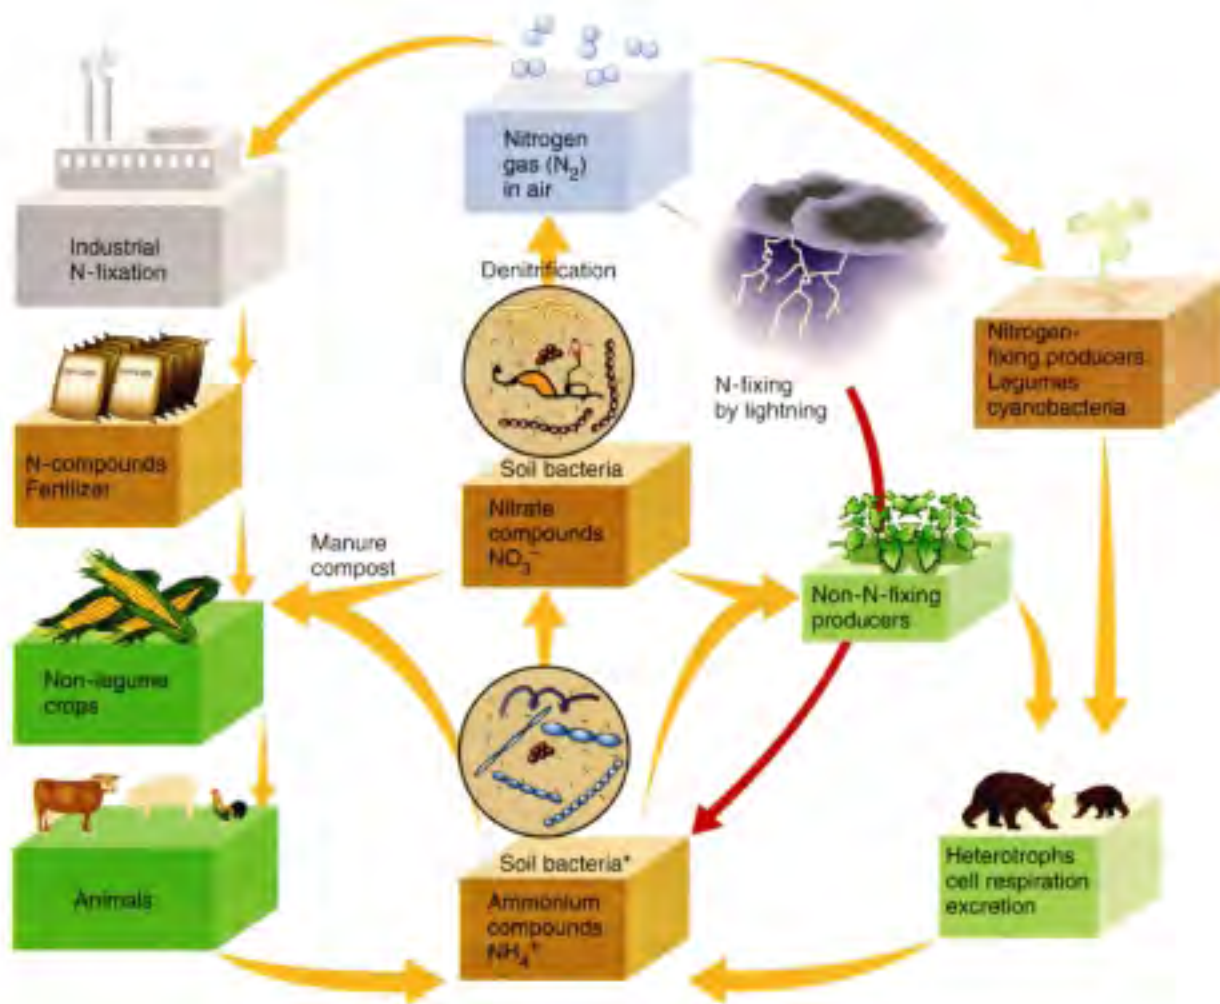 Nitrogen
gas (N₂)
in air
Industrial
N-fixation
Denitrification
Nitrogen-
fixing producers
Legumes
cyanobacteria
N-fixing
by lightning
N-compounds
Fertilizer
Soil bacteria
Nitrate
compounds
NO₃⁻
Manure
compost
Non-N-fixing
producers
Non-legume
crops
Soil bacteria*
Ammonium
compounds
NH₄⁺
Animals
Heterotrophs
cell respiration
excretion